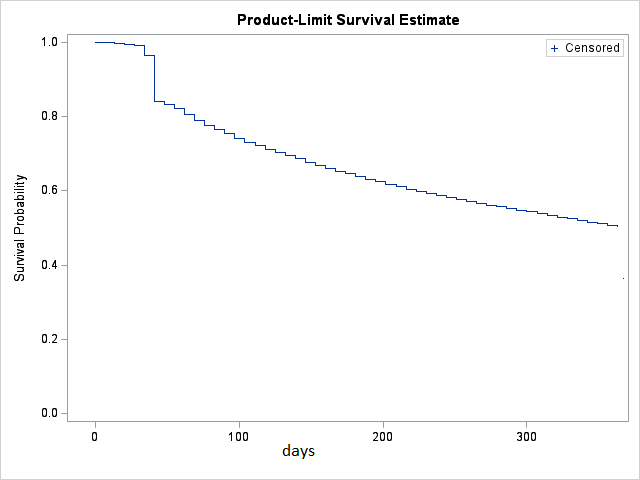 Product-Limit Survival Estimate
+ Censored
1.0
0.8
0.6
0.4
0.2
0.0
Survival Probability
0 100 200 300
days